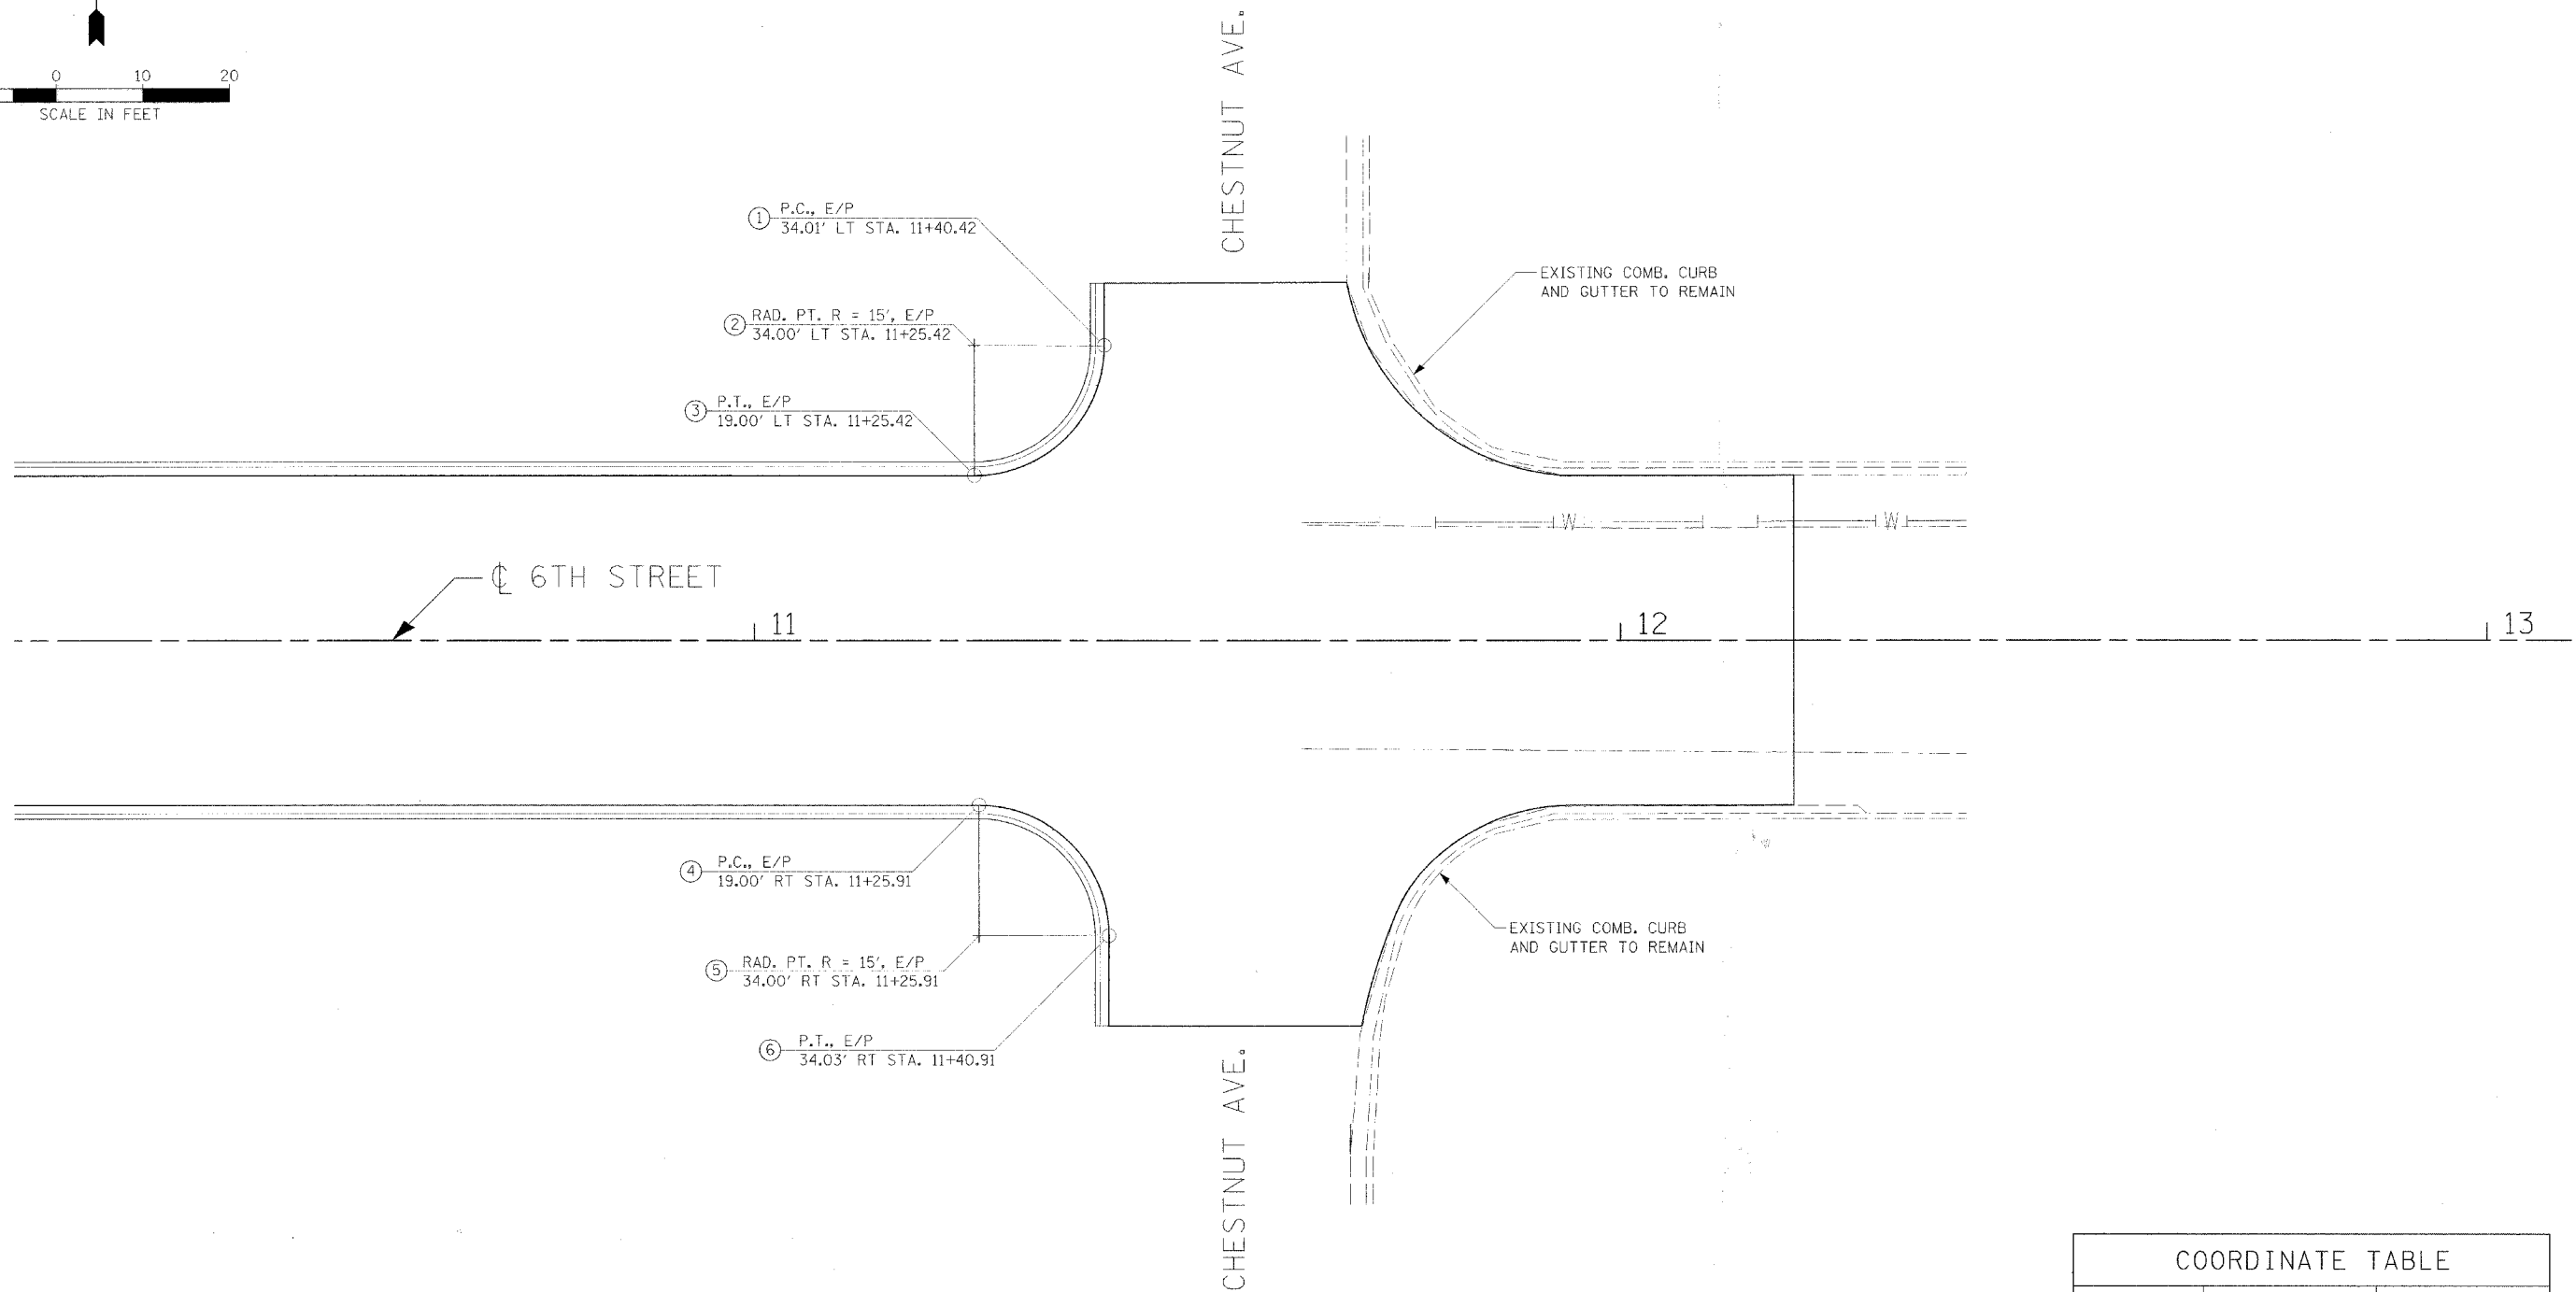 CHESTNUT AVE.
0 10 20
SCALE IN FEET
1 P.C., E/P
34.01' LT STA. 11+40.42
EXISTING COMB. CURB
AND GUTTER TO REMAIN
2 RAD. PT. R = 15', E/P
34.00' LT STA. 11+25.42
3 P.T., E/P
19.00' LT STA. 11+25.42
W W
℄ 6TH STREET
11 12 13
4 P.C., E/P
19.00' RT STA. 11+25.91
EXISTING COMB. CURB
AND GUTTER TO REMAIN
5 RAD. PT. R = 15', E/P
34.00' RT STA. 11+25.91
6 P.T., E/P
34.03' RT STA. 11+40.91
CHESTNUT AVE.
COORDINATE TABLE